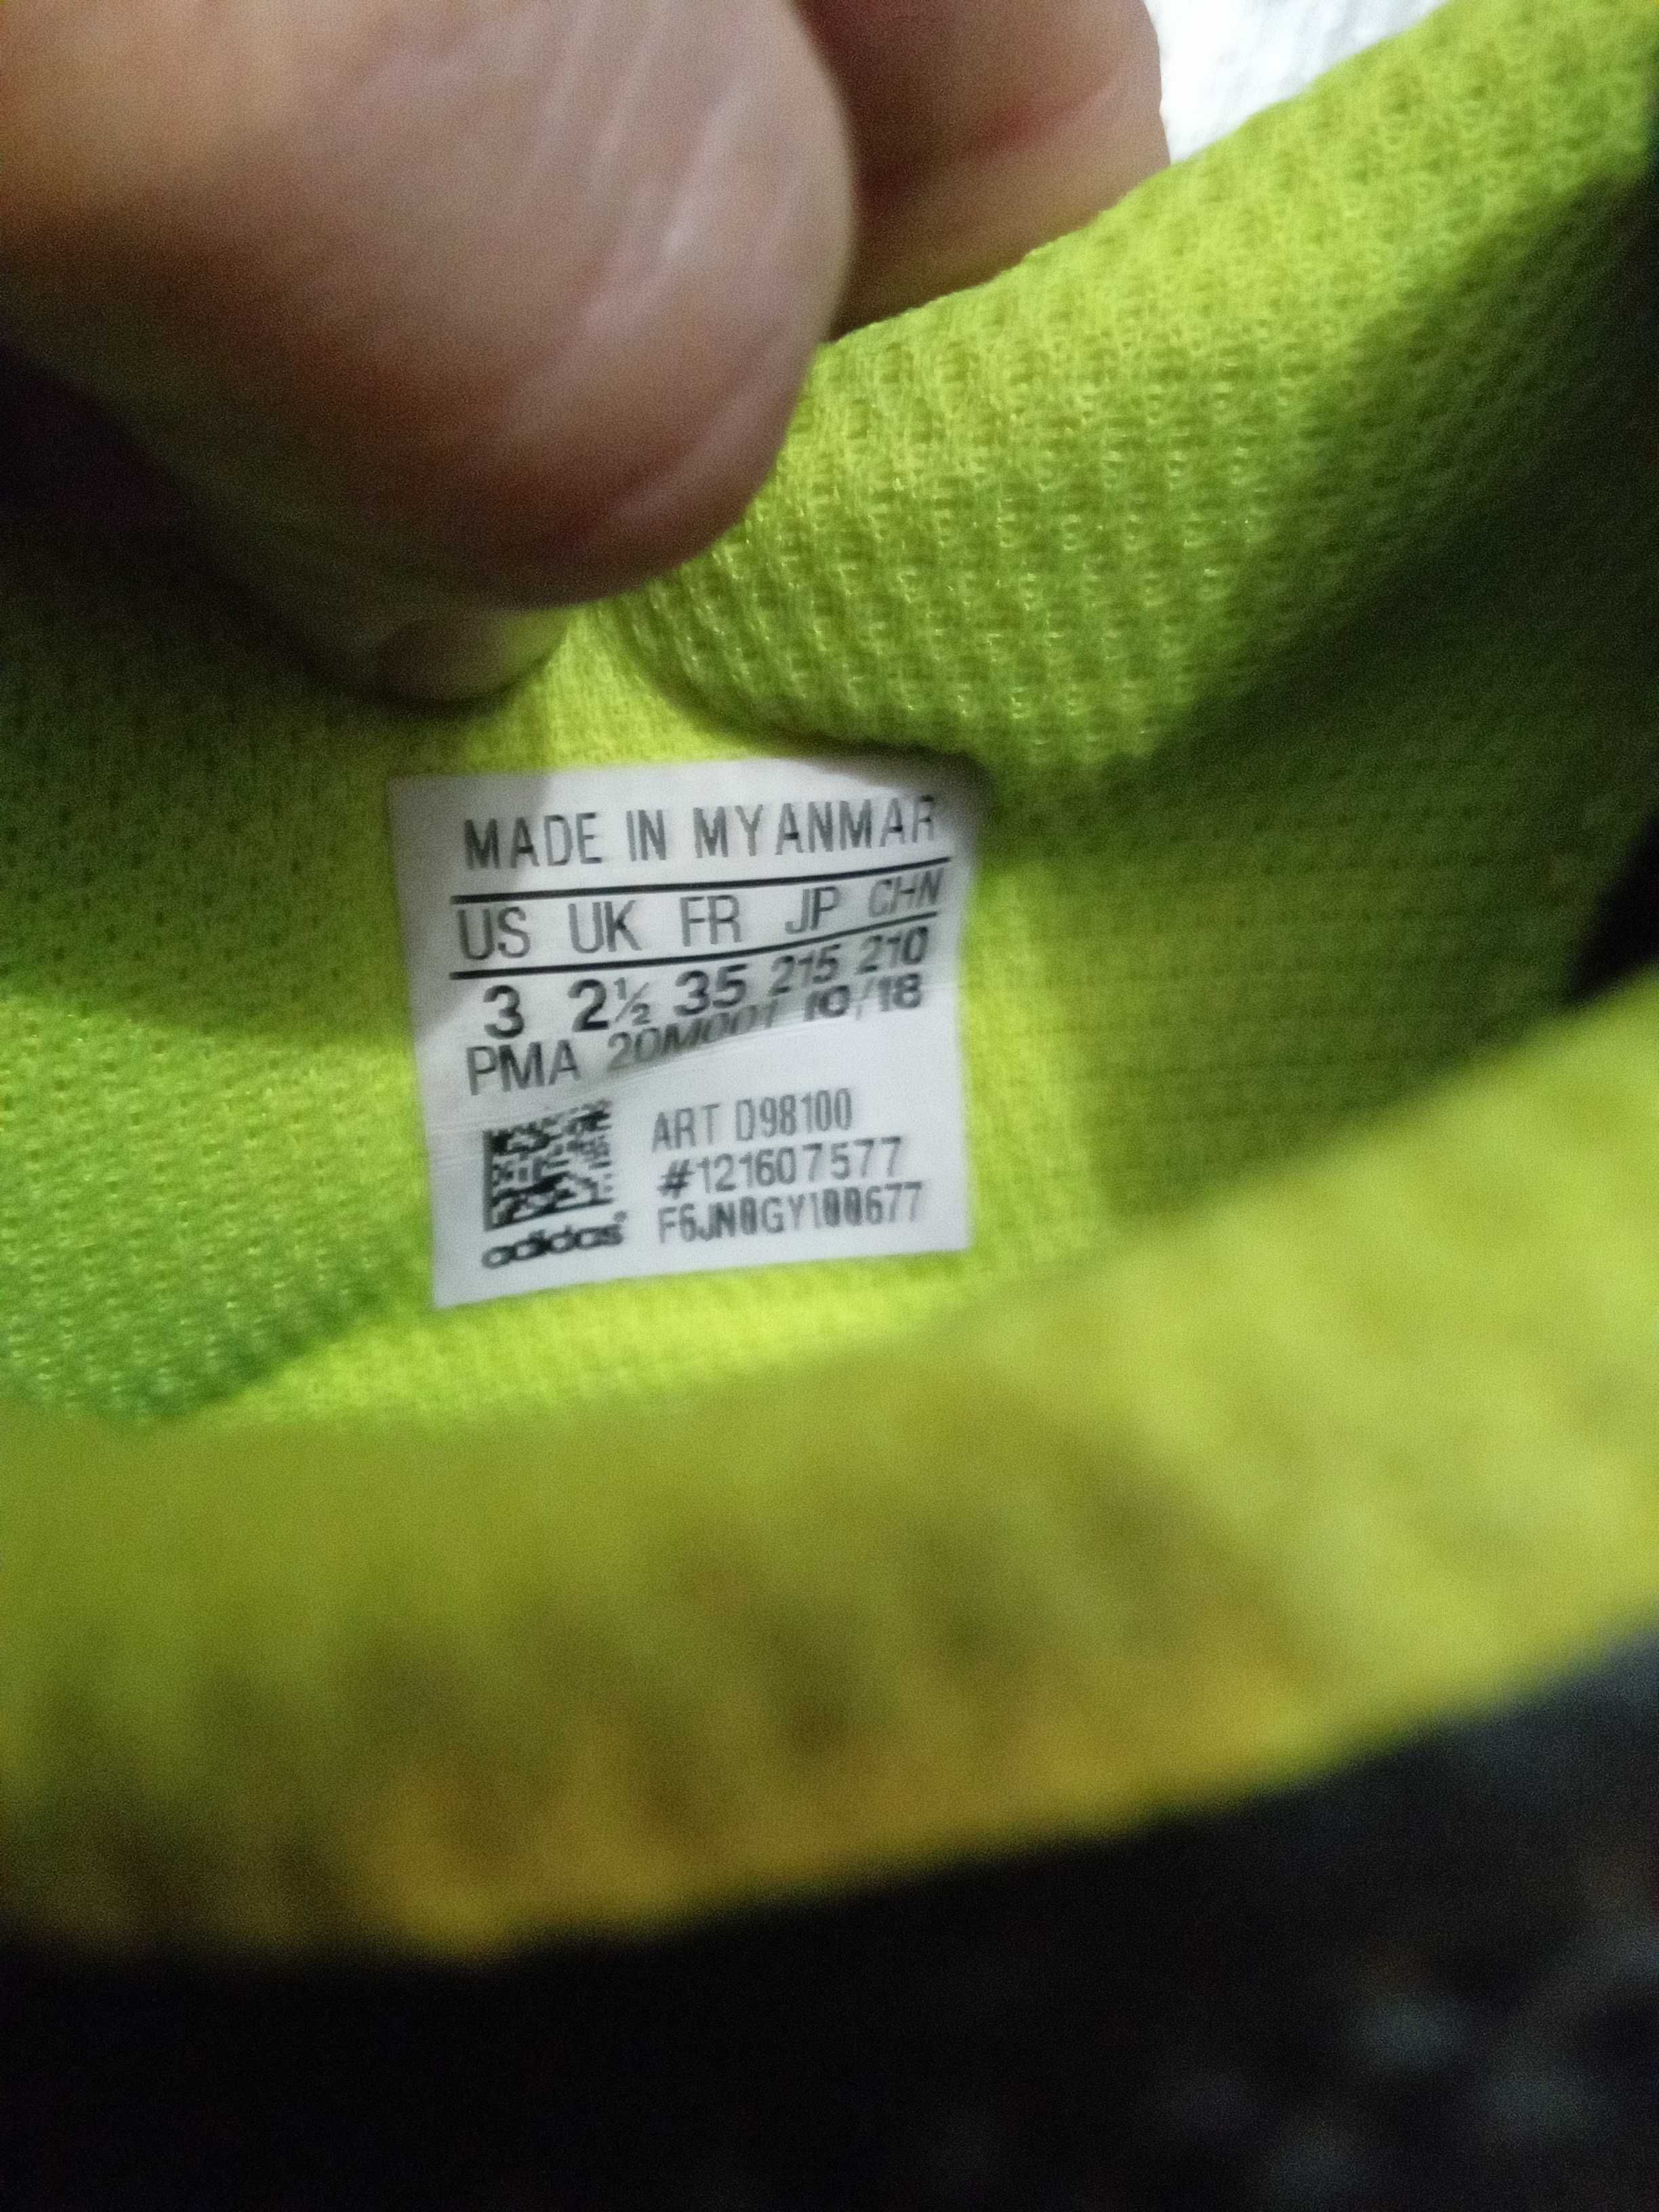 MADE IN MYANMAR
US UK FR JP CHN
3 2½ 35 215 210
PMA 20M001 10/18
ART D98100
#121607577
F6JN0GY100677
adidas